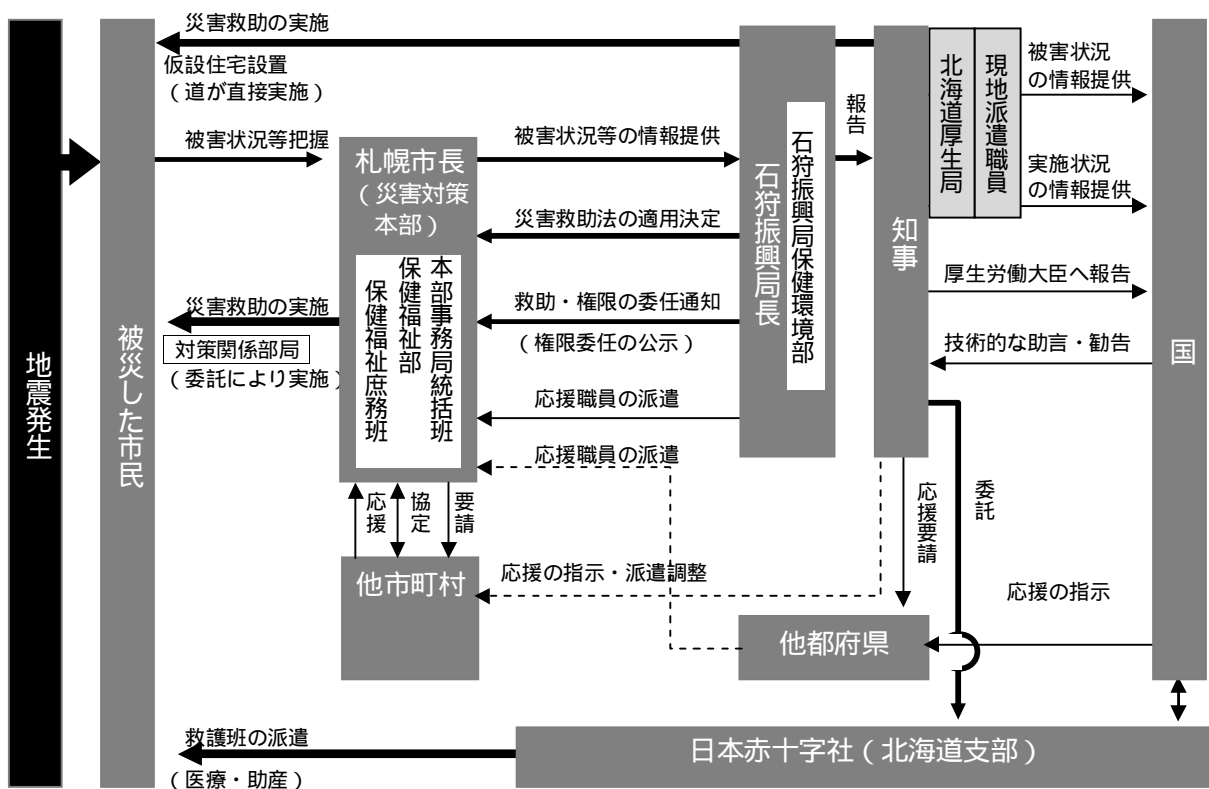 地震発生
被災した市民
災害救助の実施
仮設住宅設置
（道が直接実施）
被害状況等把握
災害救助の実施
対策関係部局
（委託により実施）
札幌市長
（災害対策
本部）
本部事務局統括班
保健福祉部
保健福祉庶務班
被害状況等の情報提供
災害救助法の適用決定
救助・権限の委任通知
（権限委任の公示）
応援職員の派遣
応援職員の派遣
石狩振興局長
石狩振興局保健環境部
報告
知事
北海道厚生局
現地派遣職員
被害状況
の情報提供
実施状況
の情報提供
厚生労働大臣へ報告
技術的な助言・勧告
国
応援
協定
要請
他市町村
応援の指示・派遣調整
応援要請
委託
応援の指示
他都府県
救護班の派遣
（医療・助産）
日本赤十字社（北海道支部）